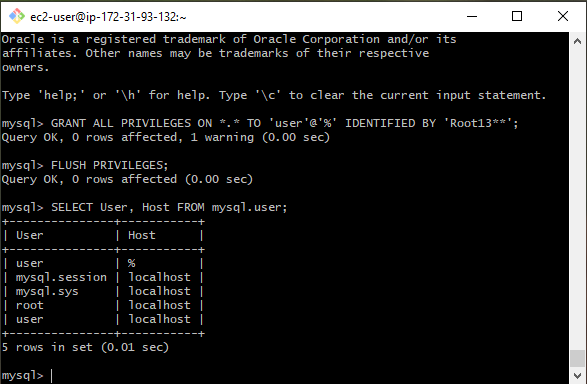 ec2-user@ip-172-31-93-132:~
Oracle is a registered trademark of Oracle Corporation and/or its
affiliates. Other names may be trademarks of their respective
owners.
Type 'help;' or '\h' for help. Type '\c' to clear the current input statement.
mysql> GRANT ALL PRIVILEGES ON *.* TO 'user'@'%' IDENTIFIED BY 'Root13**';
Query OK, 0 rows affected, 1 warning (0.00 sec)
mysql> FLUSH PRIVILEGES;
Query OK, 0 rows affected (0.00 sec)
mysql> SELECT User, Host FROM mysql.user;
+---------------+-----------+
| User          | Host      |
+---------------+-----------+
| user          | %         |
| mysql.session | localhost |
| mysql.sys     | localhost |
| root          | localhost |
| user          | localhost |
+---------------+-----------+
5 rows in set (0.01 sec)
mysql>